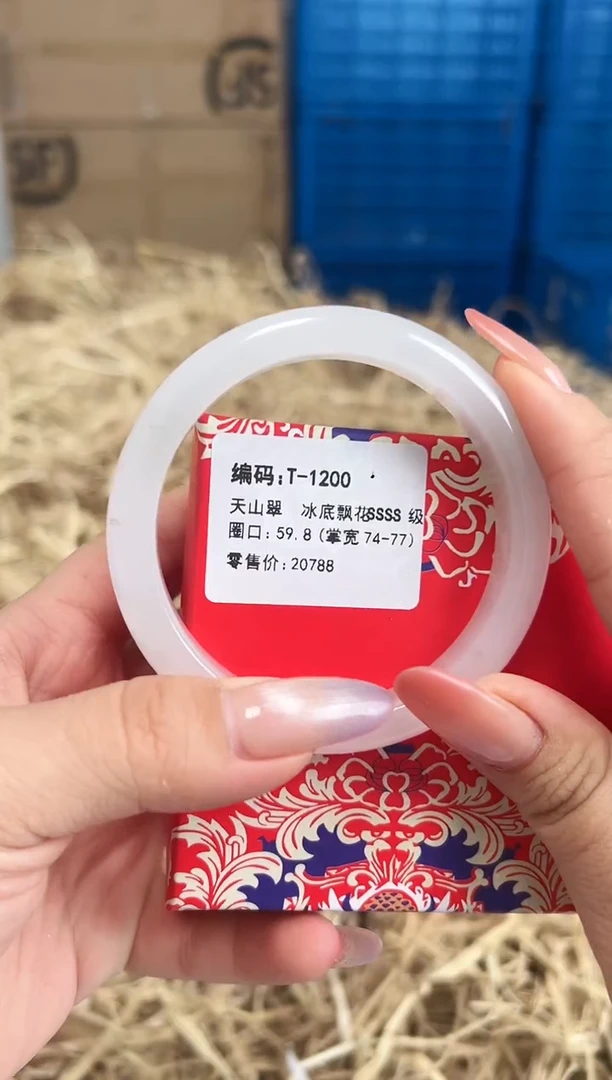 编码:T-1200
天山翠 冰底飘花SSSS 级
圈口: 59.8 (掌宽 74-77)
零售价: 20788